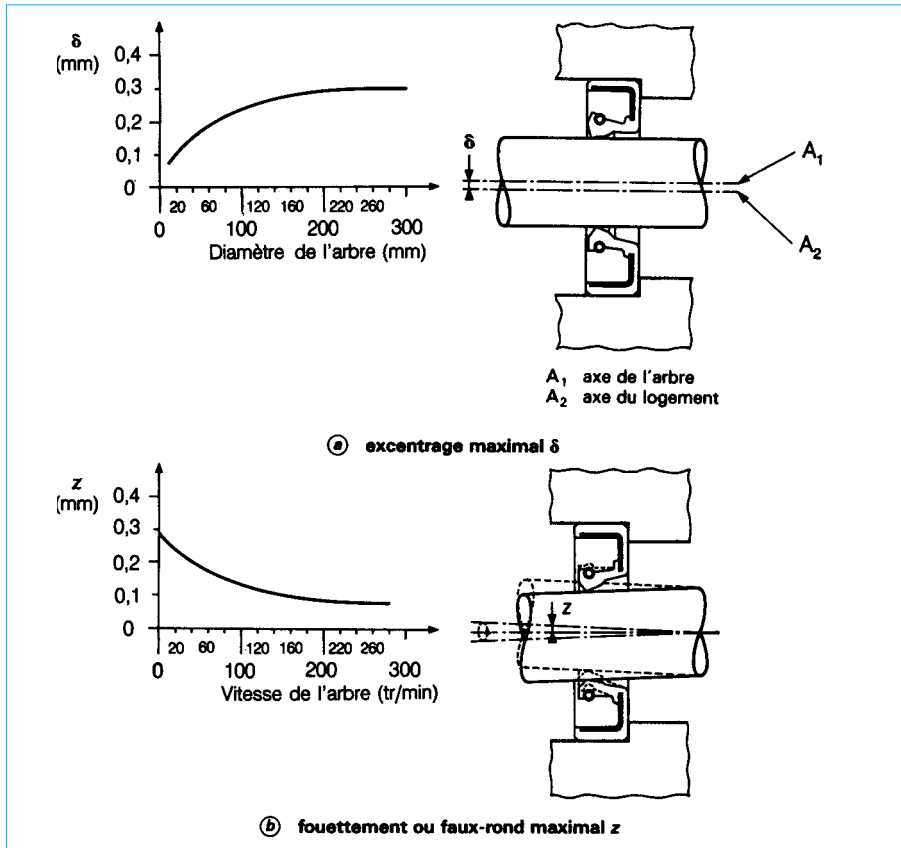 δ
(mm)
0,4
0,3
0,2
0,1
0
20 60 120 160 220 260
0 100 200 300
Diamètre de l'arbre (mm)
δ
A1
A2
A1 axe de l'arbre
A2 axe du logement
a excentrage maximal δ
z
(mm)
0,4
0,3
0,2
0,1
0
20 60 120 160 220 260
0 100 200 300
Vitesse de l'arbre (tr/min)
z
b fouettement ou faux-rond maximal z